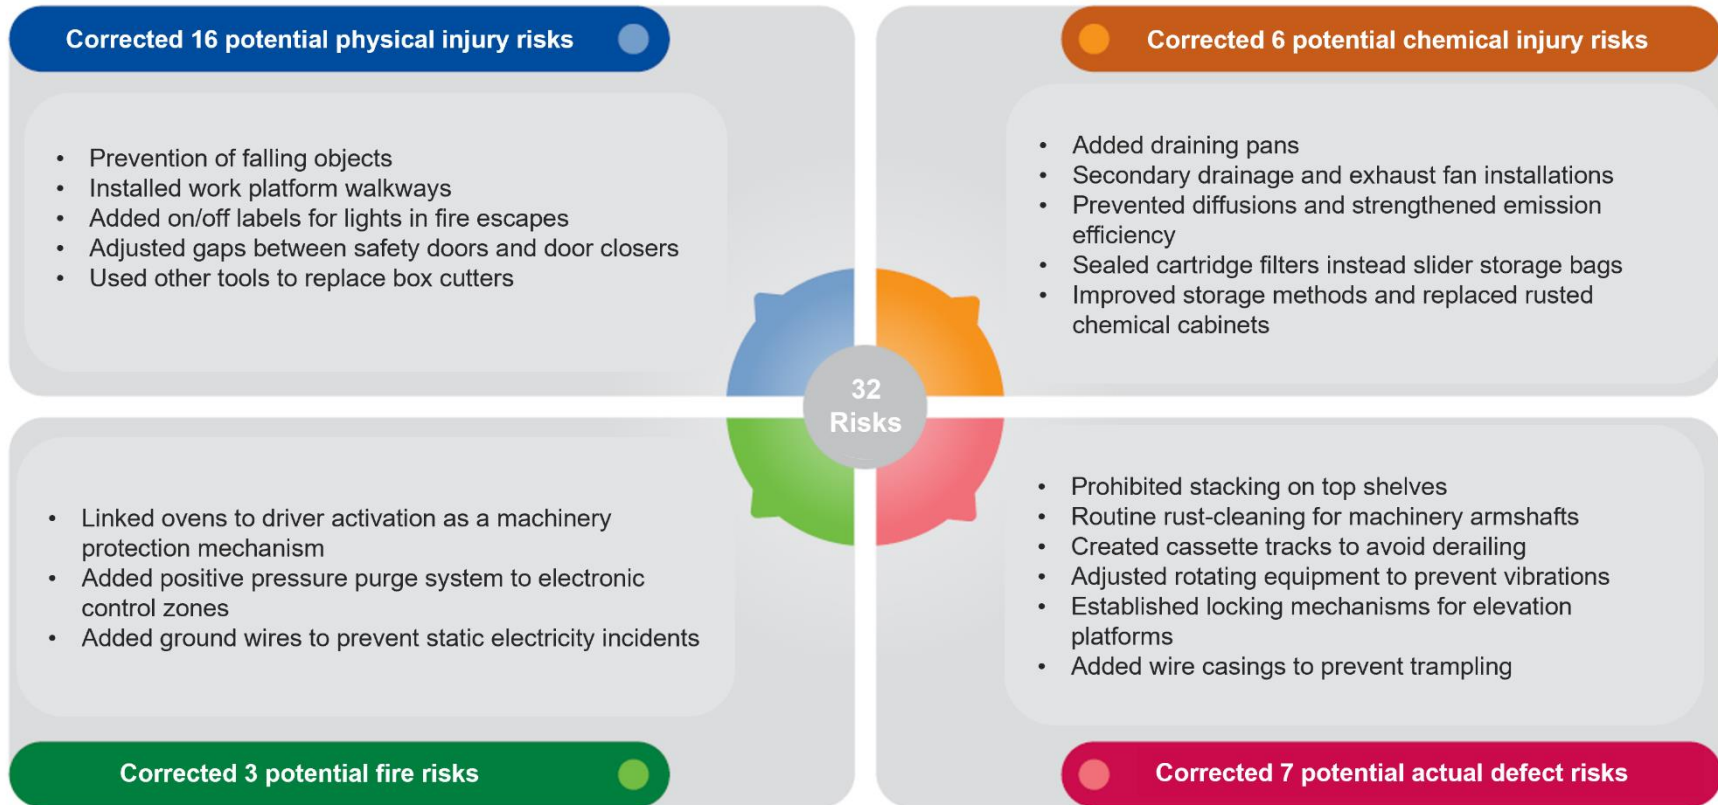 Corrected 16 potential physical injury risks
• Prevention of falling objects
• Installed work platform walkways
• Added on/off labels for lights in fire escapes
• Adjusted gaps between safety doors and door closers
• Used other tools to replace box cutters
Corrected 6 potential chemical injury risks
• Added draining pans
• Secondary drainage and exhaust fan installations
• Prevented diffusions and strengthened emission
efficiency
• Sealed cartridge filters instead slider storage bags
• Improved storage methods and replaced rusted
chemical cabinets
32
Risks
• Linked ovens to driver activation as a machinery
protection mechanism
• Added positive pressure purge system to electronic
control zones
• Added ground wires to prevent static electricity incidents
Corrected 3 potential fire risks
• Prohibited stacking on top shelves
• Routine rust-cleaning for machinery armshafts
• Created cassette tracks to avoid derailing
• Adjusted rotating equipment to prevent vibrations
• Established locking mechanisms for elevation
platforms
• Added wire casings to prevent trampling
Corrected 7 potential actual defect risks